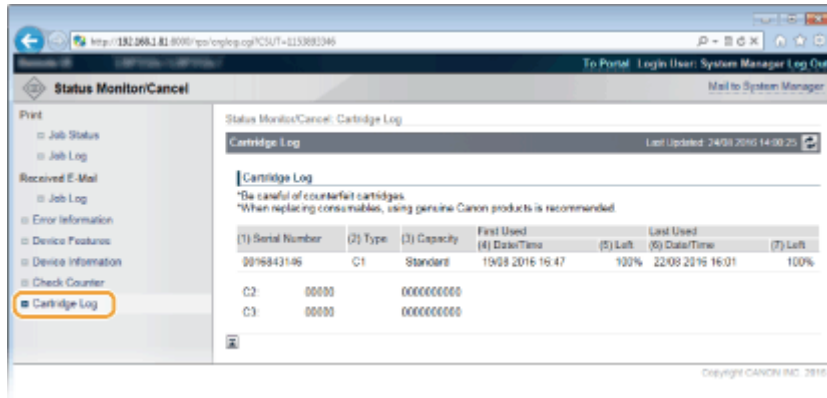 http://192.168.1.81:8000/rps/
To Portal Login User: System Manager Log Out
Status Monitor/Cancel
Mail to System Manager
Print
Job Status
Job Log
Received E-Mail
Job Log
Error Information
Device Features
Device Information
Check Counter
Cartridge Log
Status Monitor/Cancel: Cartridge Log
Cartridge Log
Last Updated: 24/08 2016 14:00:25
Cartridge Log
*Be careful of counterfeit cartridges.
*When replacing consumables, using genuine Canon products is recommended.
First Used Last Used
(1) Serial Number (2) Type (3) Capacity (4) Date/Time (5) Left (6) Date/Time (7) Left
0016843146 C1 Standard 19/08 2016 16:47 100% 22/08 2016 16:01 100%
C2: 00000 0000000000
C3: 00000 0000000000
Copyright CANON INC. 2016